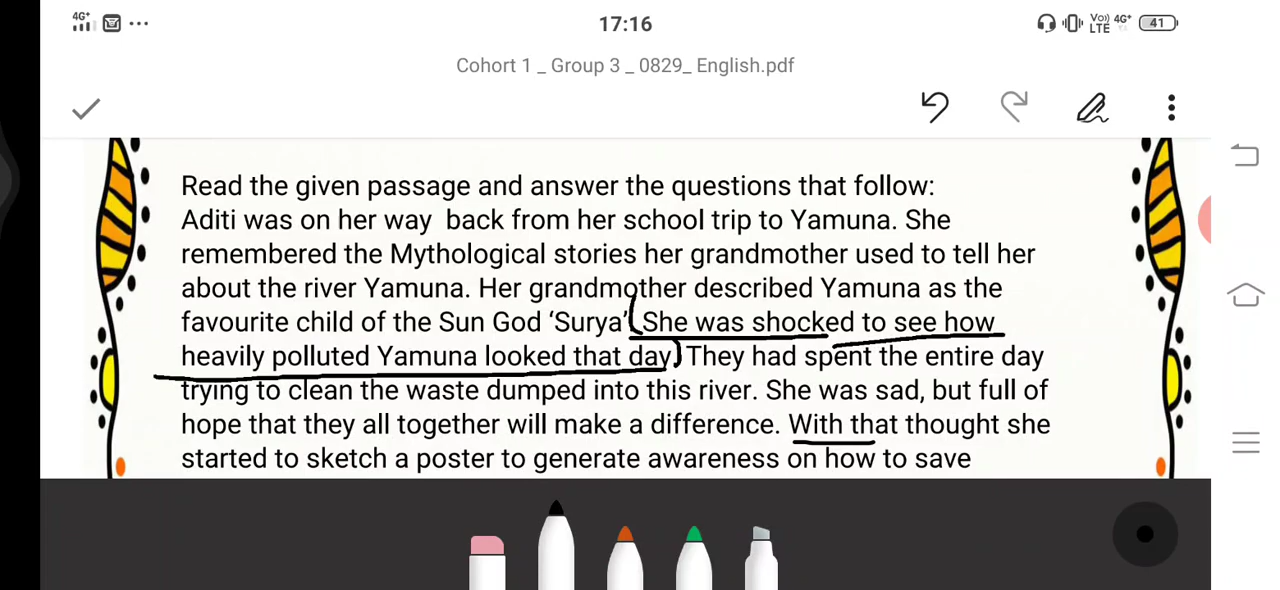 4G+ 17:16 Vo) LTE 4G+ 41
Cohort 1 _ Group 3 _ 0829_ English.pdf
Read the given passage and answer the questions that follow:
Aditi was on her way back from her school trip to Yamuna. She
remembered the Mythological stories her grandmother used to tell her
about the river Yamuna. Her grandmother described Yamuna as the
favourite child of the Sun God ‘Surya’. She was shocked to see how
heavily polluted Yamuna looked that day. They had spent the entire day
trying to clean the waste dumped into this river. She was sad, but full of
hope that they all together will make a difference. With that thought she
started to sketch a poster to generate awareness on how to save